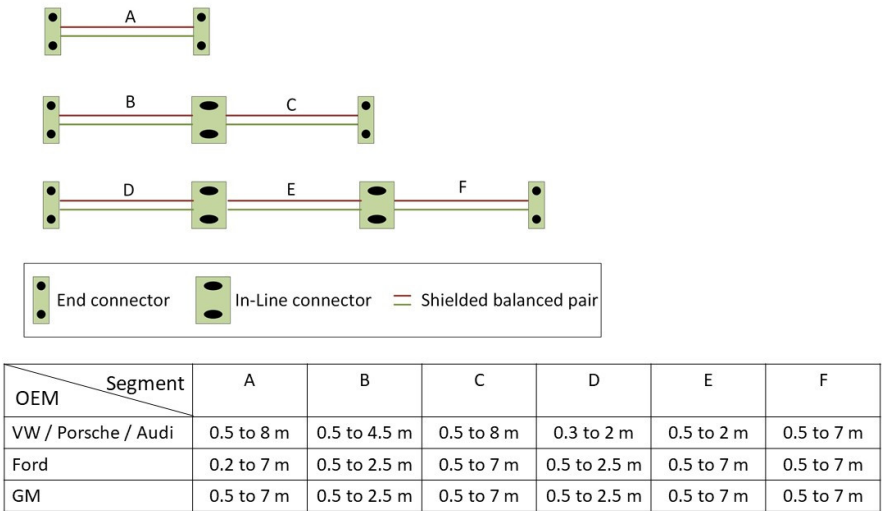 A
B C
D E F
End connector In-Line connector Shielded balanced pair
Segment OEM A B C D E F
VW / Porsche / Audi 0.5 to 8 m 0.5 to 4.5 m 0.5 to 8 m 0.3 to 2 m 0.5 to 2 m 0.5 to 7 m
Ford 0.2 to 7 m 0.5 to 2.5 m 0.5 to 7 m 0.5 to 2.5 m 0.5 to 7 m 0.5 to 7 m
GM 0.5 to 7 m 0.5 to 2.5 m 0.5 to 7 m 0.5 to 2.5 m 0.5 to 7 m 0.5 to 7 m